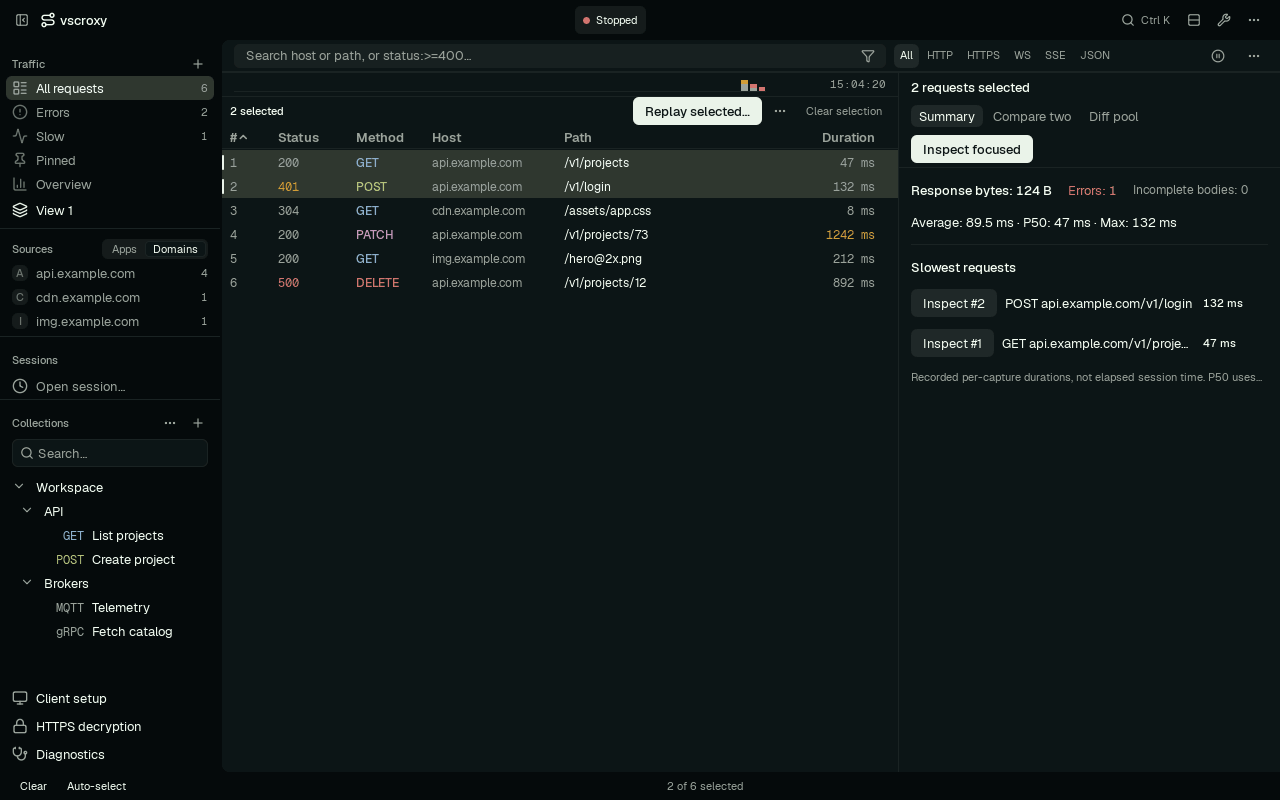 vscroxy
Stopped
Ctrl K
Traffic
All requests 6
Errors 2
Slow 1
Pinned
Overview
View 1
Sources Apps Domains
A api.example.com 4
C cdn.example.com 1
I img.example.com 1
Sessions
Open session...
Collections
Search...
Workspace
API
GET List projects
POST Create project
Brokers
MQTT Telemetry
gRPC Fetch catalog
Client setup
HTTPS decryption
Diagnostics
Clear Auto-select
Search host or path, or status:>=400...
All HTTP HTTPS WS SSE JSON
15:04:20
2 selected Replay selected... Clear selection
# Status Method Host Path Duration
1 200 GET api.example.com /v1/projects 47 ms
2 401 POST api.example.com /v1/login 132 ms
3 304 GET cdn.example.com /assets/app.css 8 ms
4 200 PATCH api.example.com /v1/projects/73 1242 ms
5 200 GET img.example.com /hero@2x.png 212 ms
6 500 DELETE api.example.com /v1/projects/12 892 ms
2 requests selected
Summary Compare two Diff pool
Inspect focused
Response bytes: 124 B Errors: 1 Incomplete bodies: 0
Average: 89.5 ms · P50: 47 ms · Max: 132 ms
Slowest requests
Inspect #2 POST api.example.com/v1/login 132 ms
Inspect #1 GET api.example.com/v1/proje... 47 ms
Recorded per-capture durations, not elapsed session time. P50 uses...
2 of 6 selected